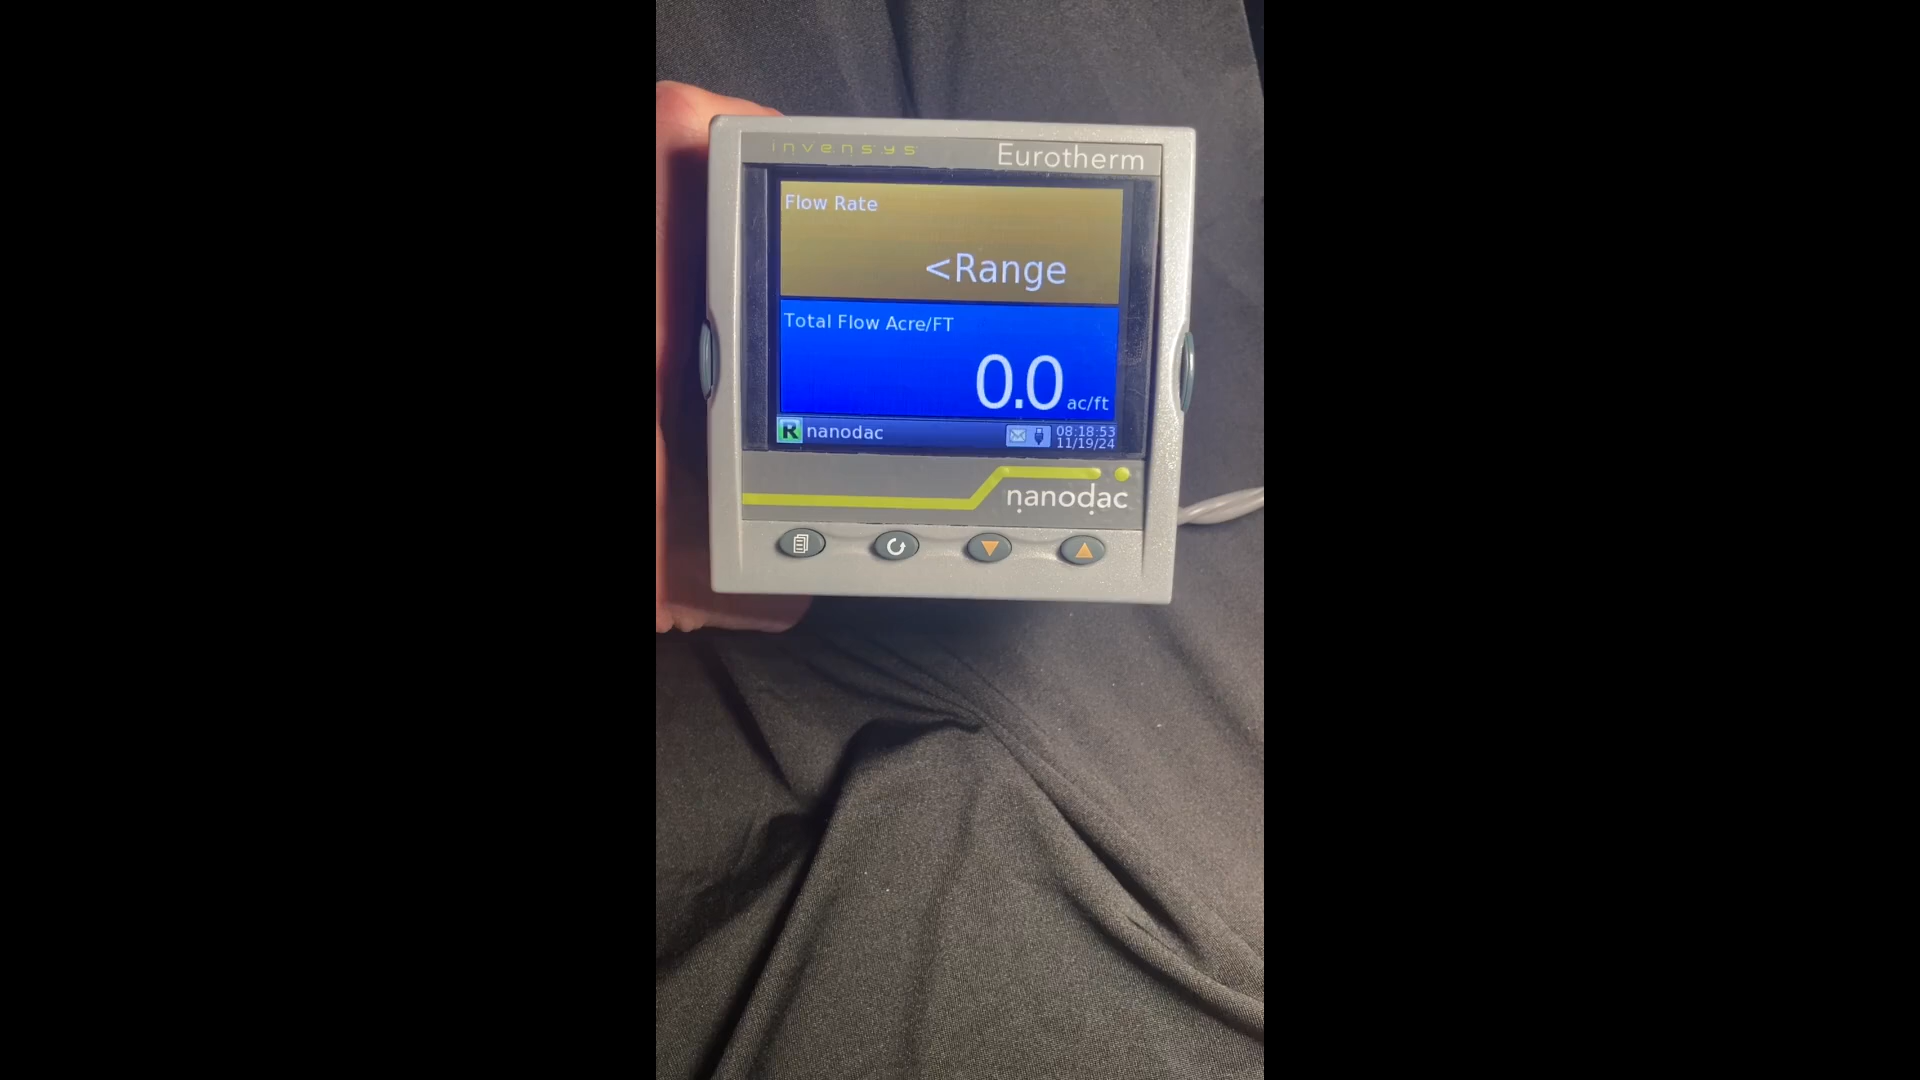 invensys
Eurotherm
Flow Rate
<Range
Total Flow Acre/FT
0.0 ac/ft
R nanodac
08:18:53
11/19/24
nanodac